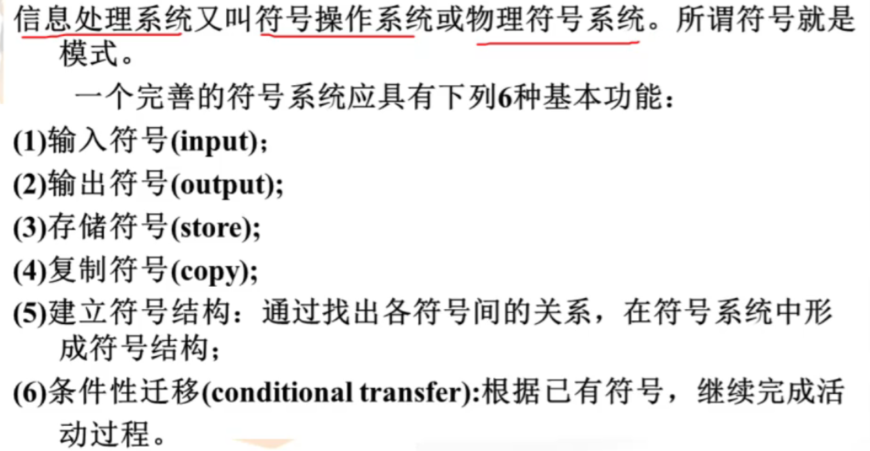 信息处理系统又叫符号操作系统或物理符号系统。所谓符号就是
模式。
一个完善的符号系统应具有下列6种基本功能：
(1)输入符号(input)；
(2)输出符号(output);
(3)存储符号(store);
(4)复制符号(copy);
(5)建立符号结构：通过找出各符号间的关系，在符号系统中形
成符号结构；
(6)条件性迁移(conditional transfer):根据已有符号，继续完成活
动过程。